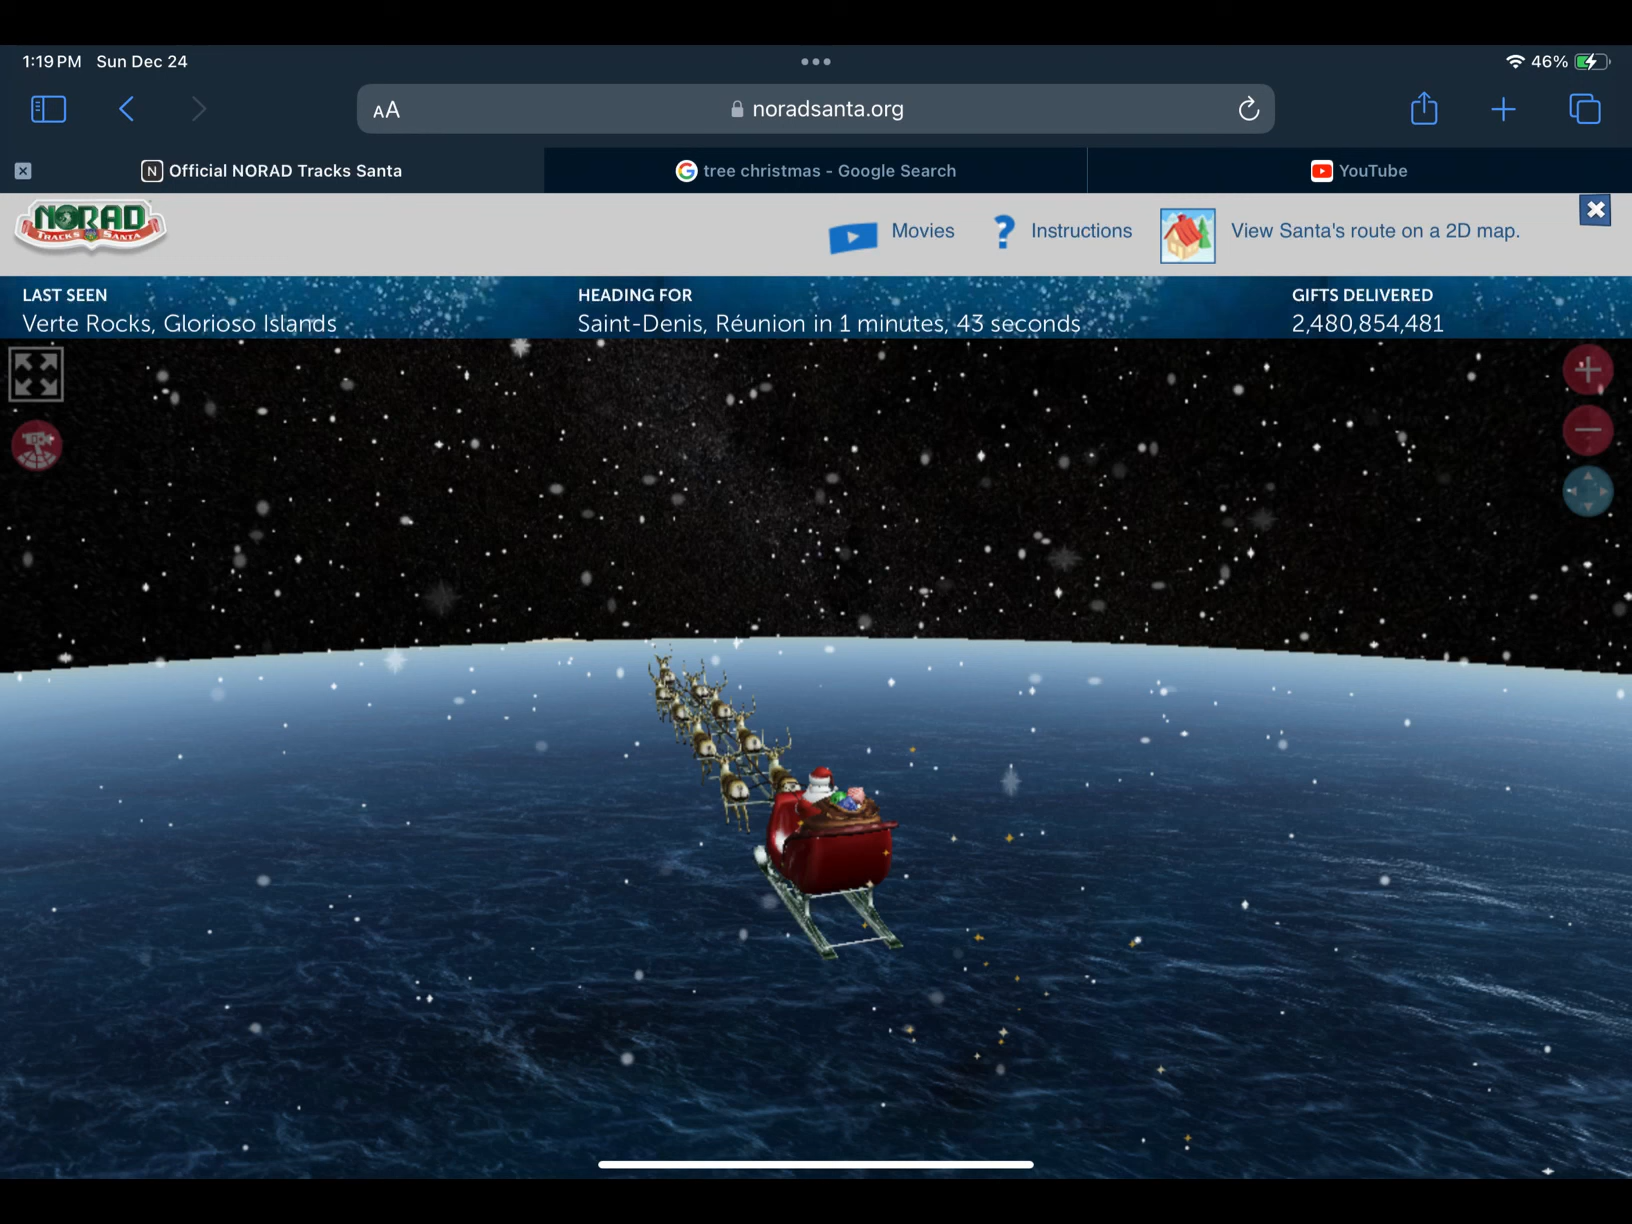 1:19 PM Sun Dec 24
46%
AA
noradsanta.org
N Official NORAD Tracks Santa
G tree christmas - Google Search
YouTube
NORAD
TRACKS SANTA
Movies
? Instructions
View Santa's route on a 2D map.
LAST SEEN
Verte Rocks, Glorioso Islands
HEADING FOR
Saint-Denis, Réunion in 1 minutes, 43 seconds
GIFTS DELIVERED
2,480,854,481